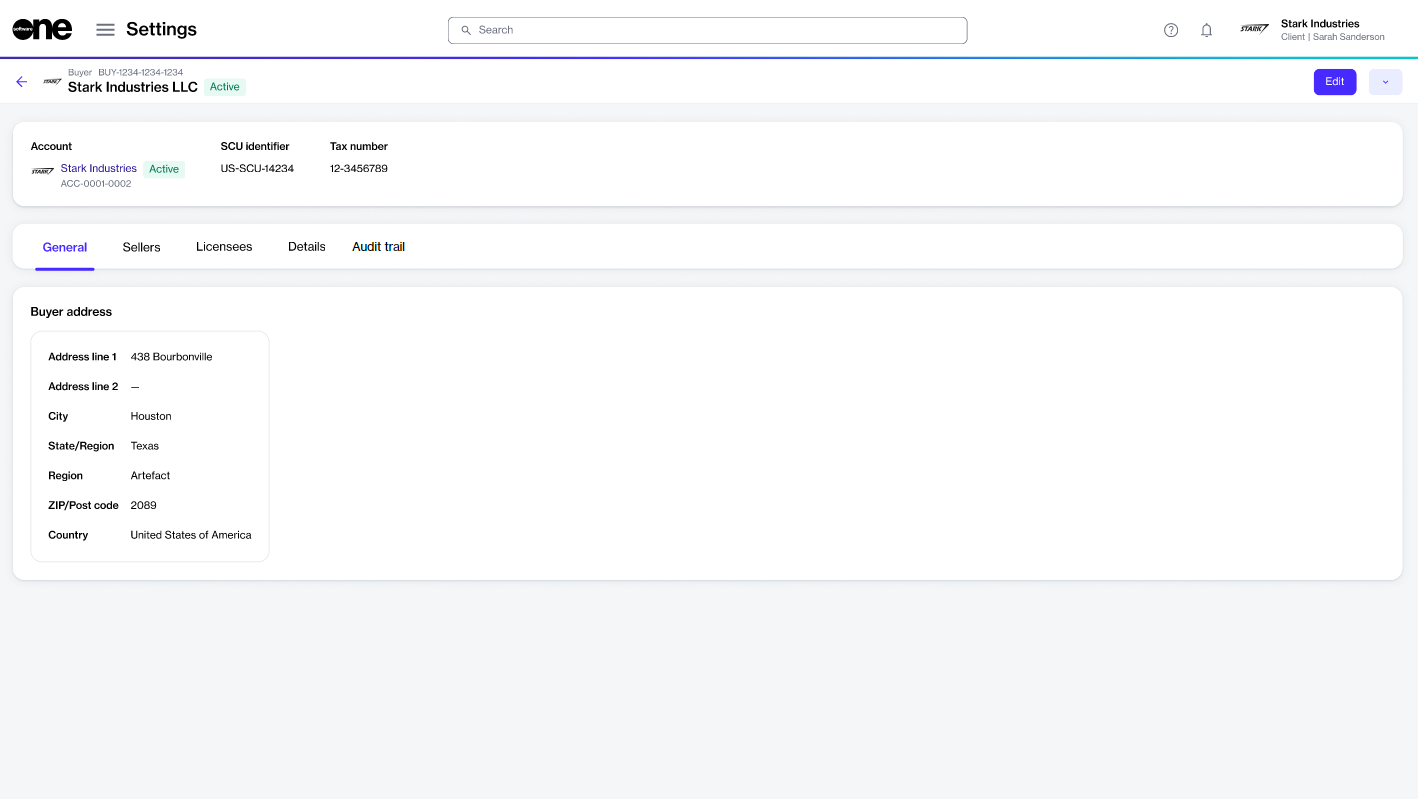 software one
Settings
Search
STARK
Stark Industries
Client | Sarah Sanderson
Buyer BUY-1234-1234-1234
STARK
Stark Industries LLC Active
Edit
Account SCU identifier Tax number
STARK Stark Industries Active US-SCU-14234 12-3456789
ACC-0001-0002
General Sellers Licensees Details Audit trail
Buyer address
Address line 1 438 Bourbonville
Address line 2 —
City Houston
State/Region Texas
Region Artefact
ZIP/Post code 2089
Country United States of America